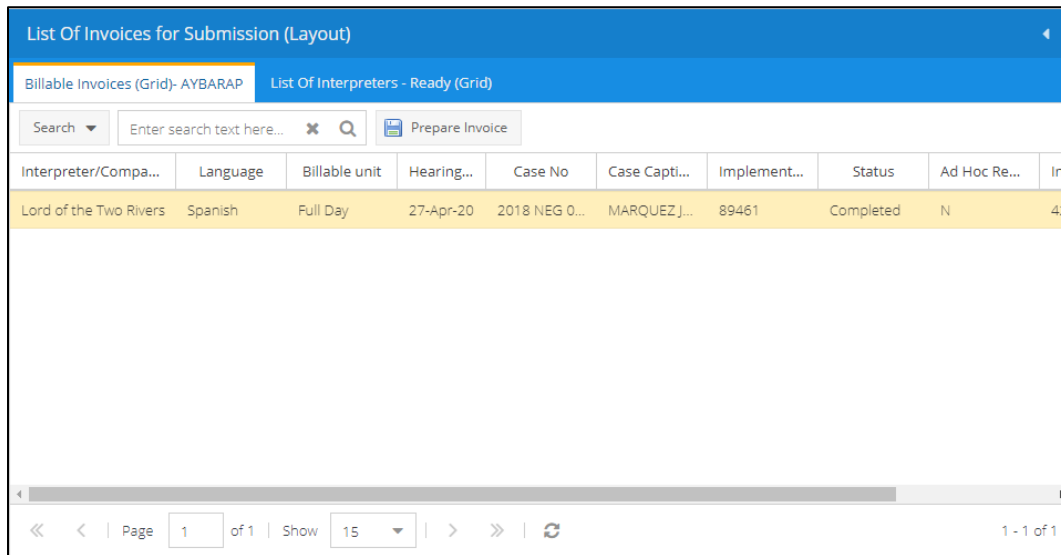 List Of Invoices for Submission (Layout)
Billable Invoices (Grid)- AYBARAP List Of Interpreters - Ready (Grid)
Search Enter search text here... Prepare Invoice
Interpreter/Compa... Language Billable unit Hearing... Case No Case Capti... Implement... Status Ad Hoc Re... In
Lord of the Two Rivers Spanish Full Day 27-Apr-20 2018 NEG 0... MARQUEZ J... 89461 Completed N
Page 1 of 1 Show 15 1 - 1 of 1